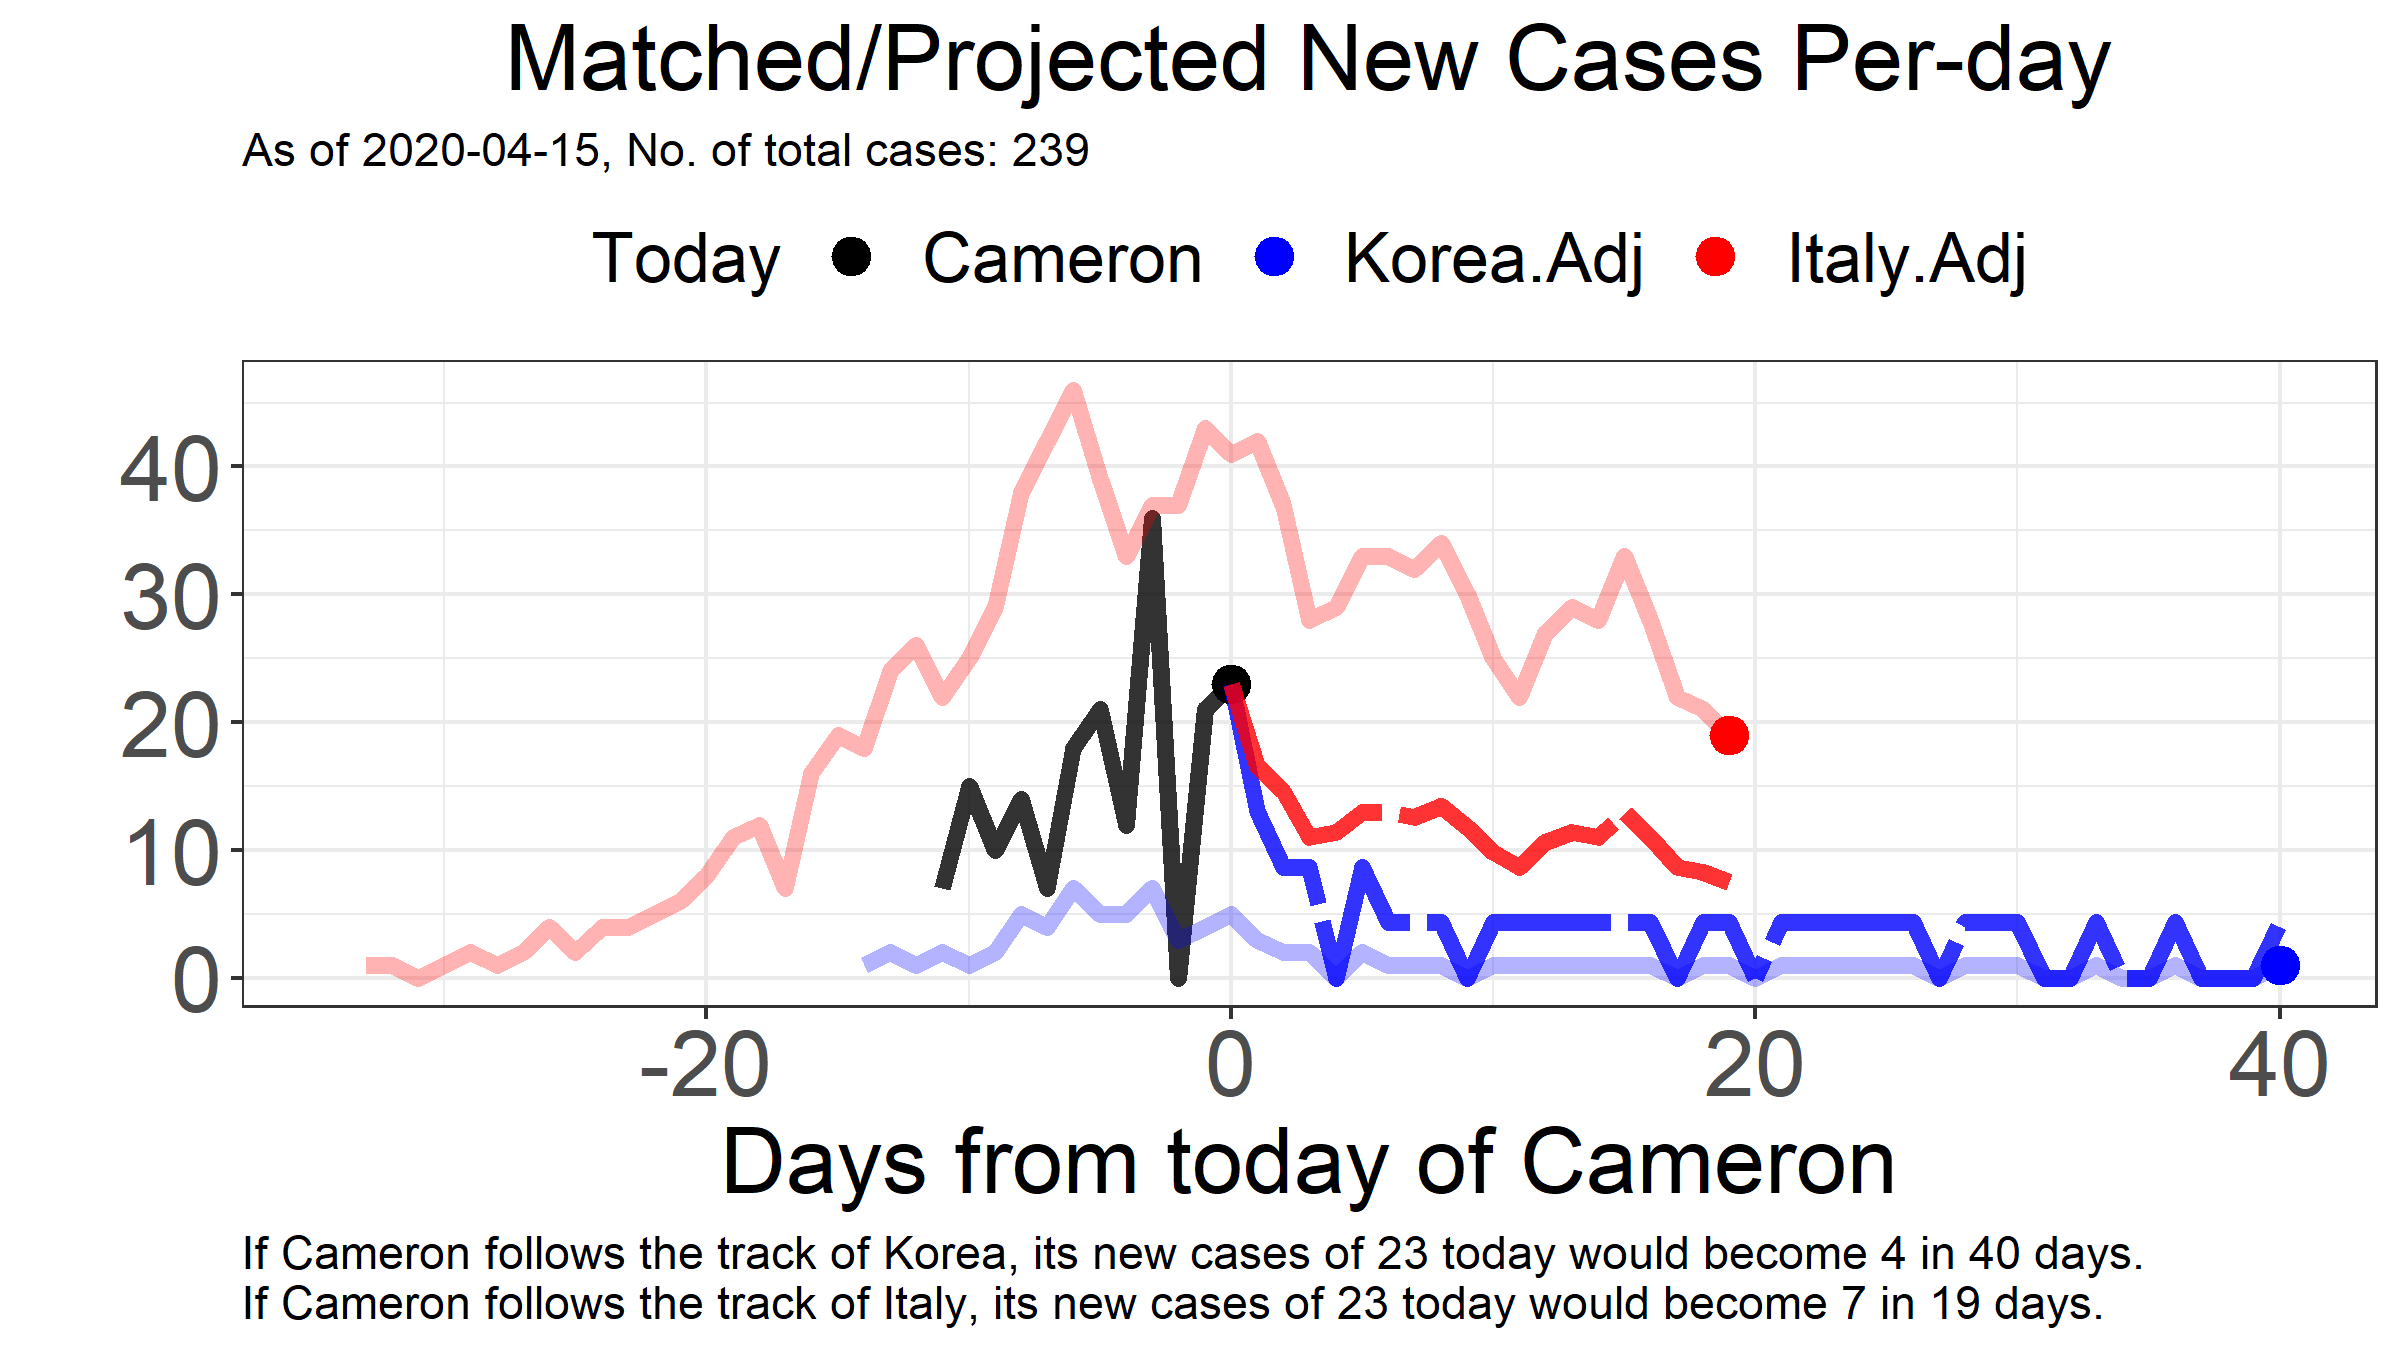 Matched/Projected New Cases Per-day
As of 2020-04-15, No. of total cases: 239
Today Cameron Korea.Adj Italy.Adj
40
30
20
10
0
-20 0 20 40
Days from today of Cameron
If Cameron follows the track of Korea, its new cases of 23 today would become 4 in 40 days.
If Cameron follows the track of Italy, its new cases of 23 today would become 7 in 19 days.